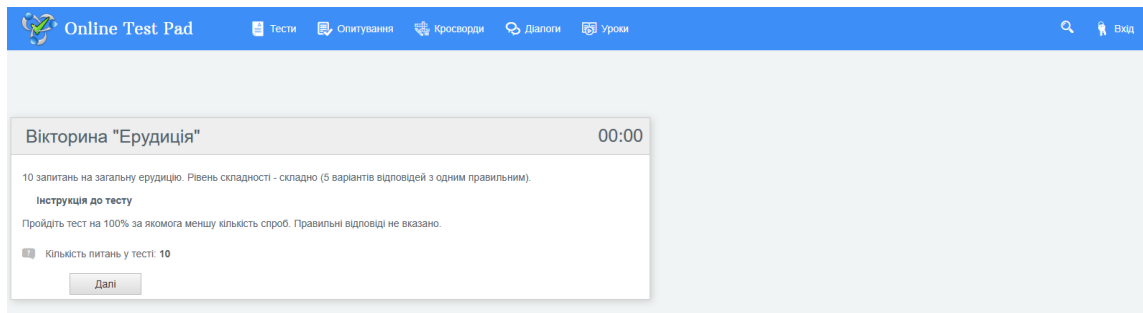 Online Test Pad Тести Опитування Кросворди Діалоги Уроки Вхід
Вікторина "Ерудиція" 00:00
10 запитань на загальну ерудицію. Рівень складності - складно (5 варіантів відповідей з одним правильним).
Інструкція до тесту
Пройдіть тест на 100% за якомога меншу кількість спроб. Правильні відповіді не вказано.
Кількість питань у тесті: 10
Далі